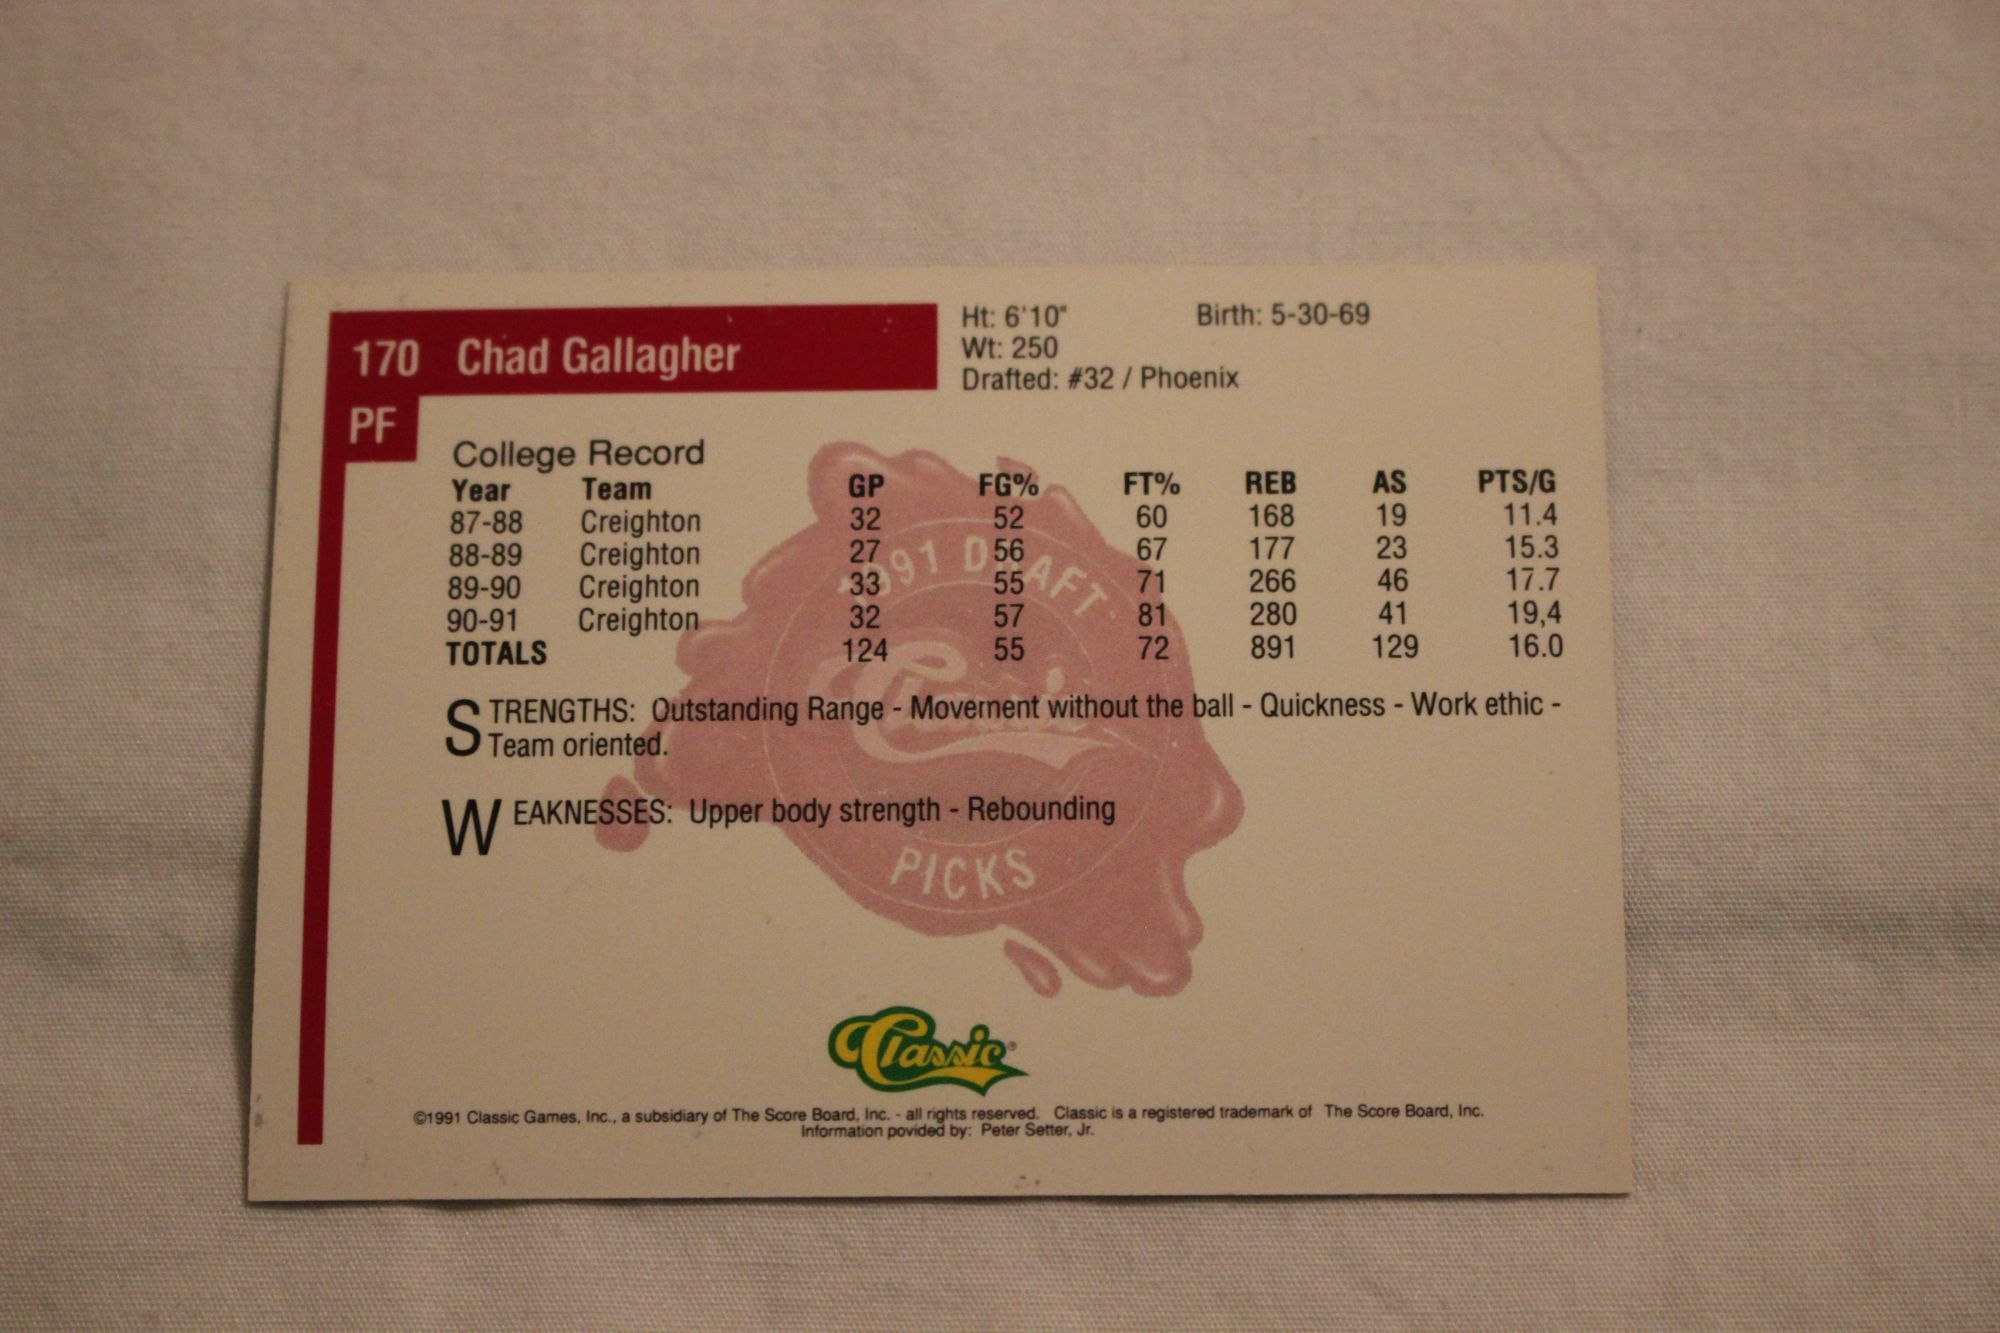 170 Chad Gallagher
PF
Ht: 6'10" Birth: 5-30-69
Wt: 250
Drafted: #32 / Phoenix
College Record
Year Team GP FG% FT% REB AS PTS/G
87-88 Creighton 32 52 60 168 19 11.4
88-89 Creighton 27 56 67 177 23 15.3
89-90 Creighton 33 55 71 266 46 17.7
90-91 Creighton 32 57 81 280 41 19,4
TOTALS 124 55 72 891 129 16.0
STRENGTHS: Outstanding Range - Movement without the ball - Quickness - Work ethic -
Team oriented.
WEAKNESSES: Upper body strength - Rebounding
1991 DRAFT
Classic
PICKS
Classic®
©1991 Classic Games, Inc., a subsidiary of The Score Board, Inc. - all rights reserved. Classic is a registered trademark of The Score Board, Inc.
Information povided by: Peter Setter, Jr.